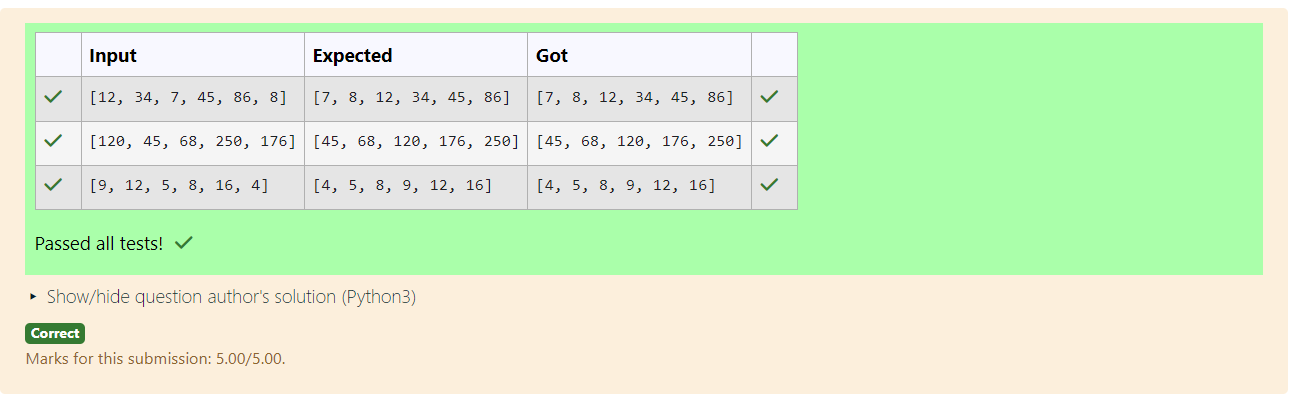 Input Expected Got
[12, 34, 7, 45, 86, 8] [7, 8, 12, 34, 45, 86] [7, 8, 12, 34, 45, 86]
[120, 45, 68, 250, 176] [45, 68, 120, 176, 250] [45, 68, 120, 176, 250]
[9, 12, 5, 8, 16, 4] [4, 5, 8, 9, 12, 16] [4, 5, 8, 9, 12, 16]
Passed all tests!
Show/hide question author's solution (Python3)
Correct
Marks for this submission: 5.00/5.00.